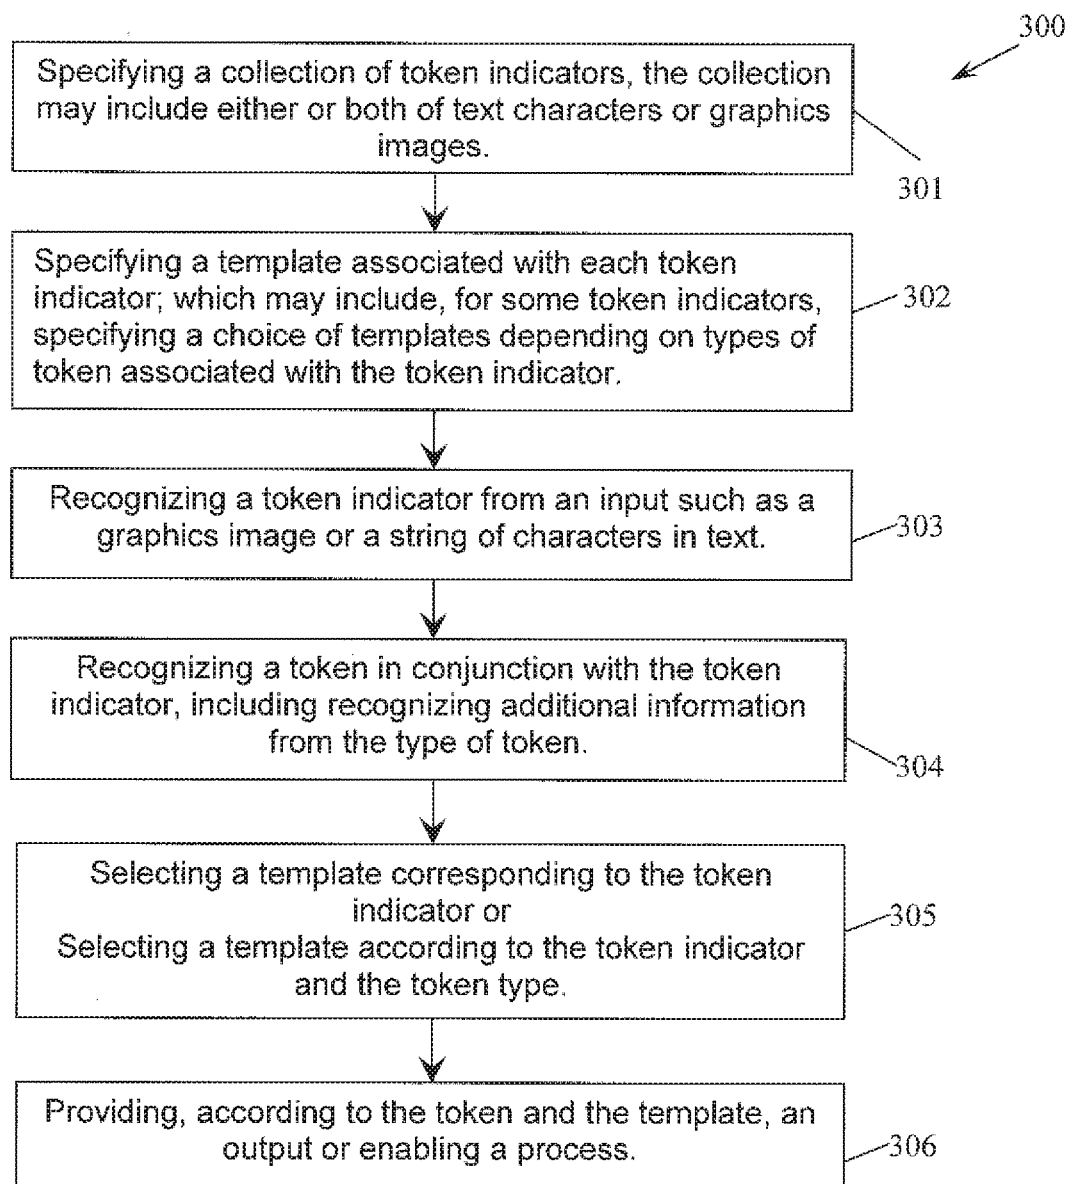 300
Specifying a collection of token indicators, the collection
may include either or both of text characters or graphics
images.
301
Specifying a template associated with each token
indicator; which may include, for some token indicators,
specifying a choice of templates depending on types of
token associated with the token indicator.
302
Recognizing a token indicator from an input such as a
graphics image or a string of characters in text.
303
Recognizing a token in conjunction with the token
indicator, including recognizing additional information
from the type of token.
304
Selecting a template corresponding to the token
indicator or
Selecting a template according to the token indicator
and the token type.
305
Providing, according to the token and the template, an
output or enabling a process.
306